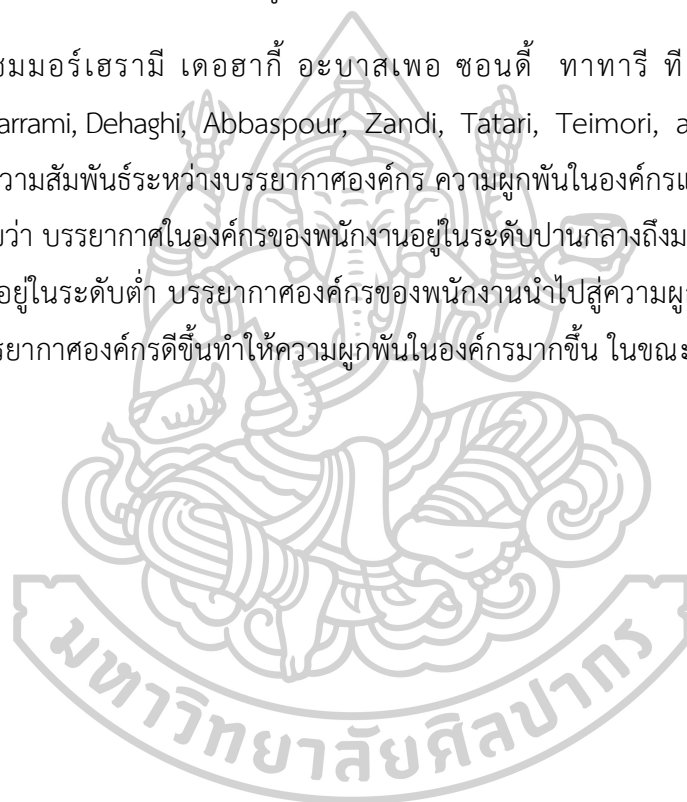 ชมมอร์เฮรามี เดอฮากี้ อะบาสเพอ ซอนดี้ ทาทารี ที
arrami, Dehaghi, Abbaspour, Zandi, Tatari, Teimori, a
วามสัมพันธ์ระหว่างบรรยากาศองค์กร ความผูกพันในองค์กรแ
ว่า บรรยากาศในองค์กรของพนักงานอยู่ในระดับปานกลางถึงม
อยู่ในระดับต่ำ บรรยากาศองค์กรของพนักงานนำไปสู่ความผู
รยากาศองค์กรดีขึ้นทำให้ความผูกพันในองค์กรมากขึ้น ในขณะ
มหาวิทยาลัยศิลปากร